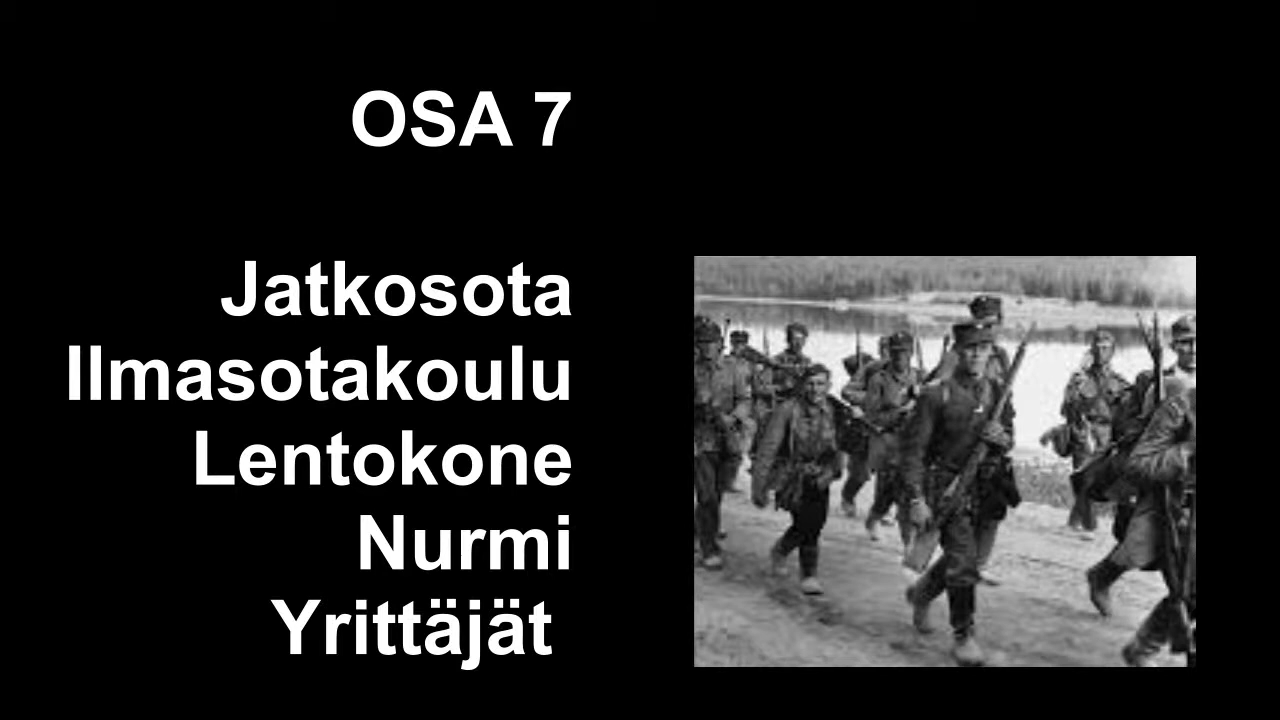 OSA 7
Jatkosota
Ilmasotakoulu
Lentokone
Nurmi
Yrittäjät